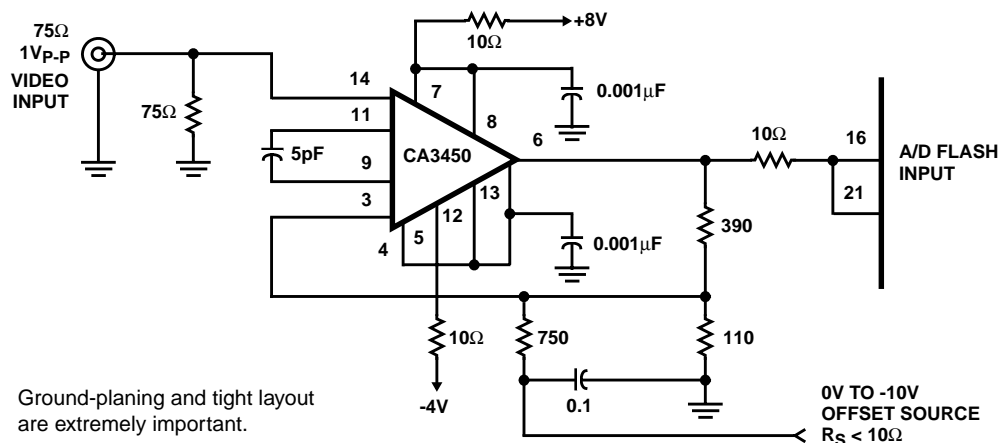 75Ω
1VP-P
VIDEO
INPUT
75Ω
10Ω
+8V
14
7
0.001μF
11
8
5pF
9
CA3450
6
10Ω
16
A/D FLASH
INPUT
21
3
13
12
5
4
0.001μF
390
10Ω
-4V
750
110
0.1
Ground-planing and tight layout
are extremely important.
0V TO -10V
OFFSET SOURCE
RS < 10Ω